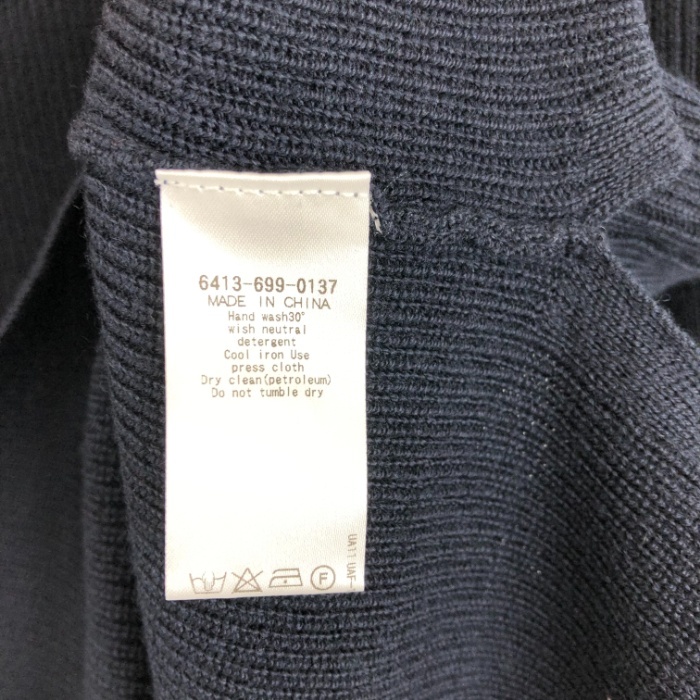 6413-699-0137
MADE IN CHINA
Hand wash30°
wish neutral
detergent
Cool iron Use
press cloth
Dry clean(petroleum)
Do not tumble dry
F